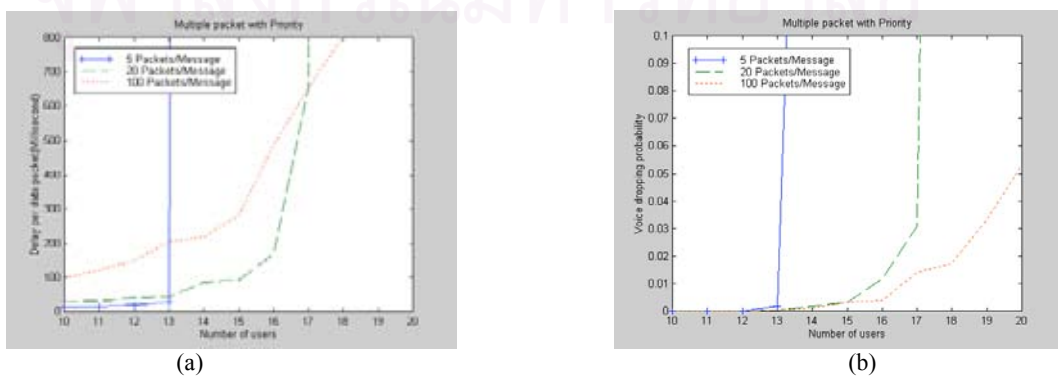 Multiple packet with Priority
5 Packets/Message
20 Packets/Message
100 Packets/Message
Delay per data packet(Millisecond)
800
700
600
500
400
300
200
100
0
10 11 12 13 14 15 16 17 18 19 20
Number of users
(a)
Multiple packet with Priority
5 Packets/Message
20 Packets/Message
100 Packets/Message
Voice dropping probability
0.1
0.09
0.08
0.07
0.06
0.05
0.04
0.03
0.02
0.01
0
10 11 12 13 14 15 16 17 18 19 20
Number of users
(b)